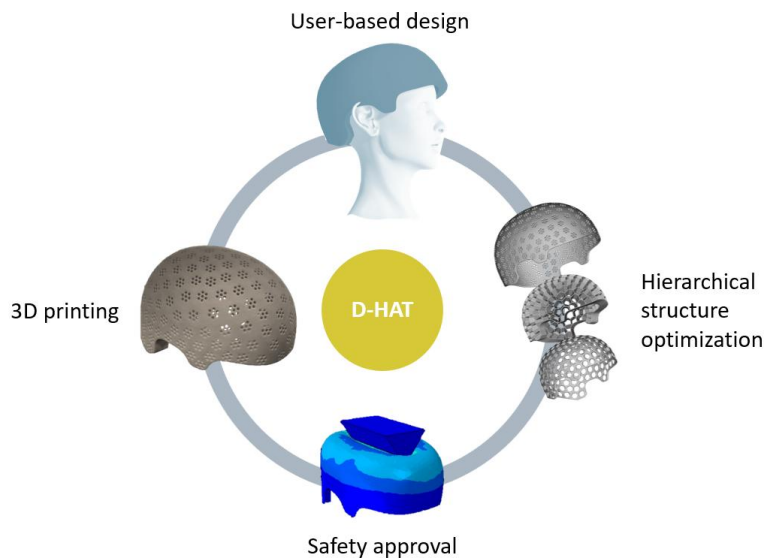 User-based design
3D printing
D-HAT
Hierarchical
structure
optimization
Safety approval